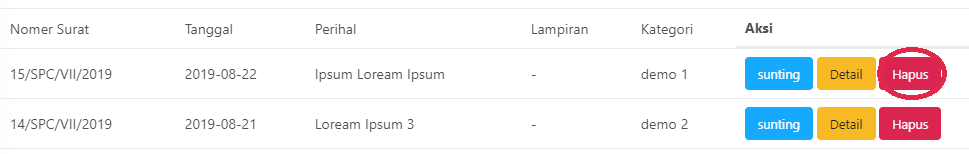 Nomer Surat Tanggal Perihal Lampiran Kategori Aksi
15/SPC/VII/2019 2019-08-22 Ipsum Loream Ipsum - demo 1 sunting Detail Hapus
14/SPC/VII/2019 2019-08-21 Loream Ipsum 3 - demo 2 sunting Detail Hapus